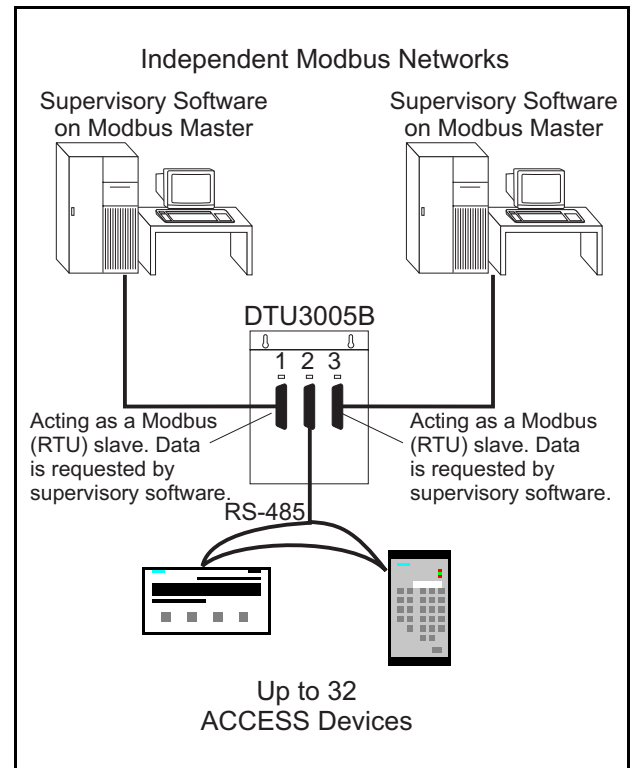 Independent Modbus Networks
Supervisory Software
on Modbus Master
Supervisory Software
on Modbus Master
DTU3005B
1 2 3
Acting as a Modbus
(RTU) slave. Data
is requested by
supervisory software.
Acting as a Modbus
(RTU) slave. Data
is requested by
supervisory software.
RS-485
Up to 32
ACCESS Devices